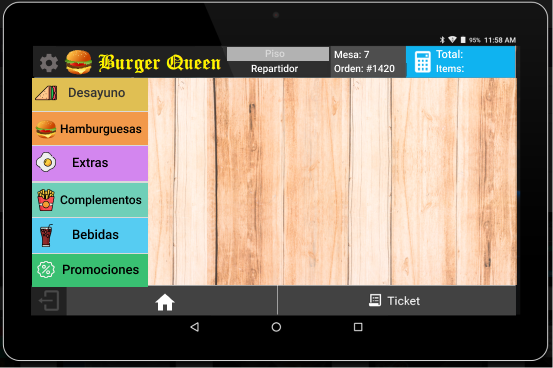 95% 11:58 AM
Burger Queen
Piso
Repartidor
Mesa: 7
Orden: #1420
Total:
Items:
Desayuno
Hamburguesas
Extras
Complementos
Bebidas
Promociones
Ticket